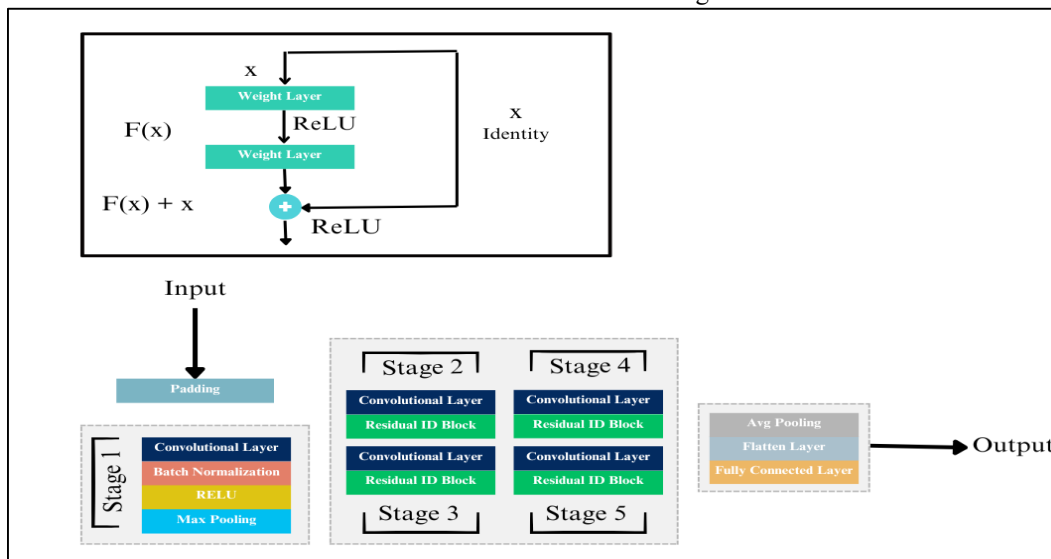 x
Weight Layer
ReLU
F(x)
x
Identity
Weight Layer
F(x) + x
+
ReLU
Input
Padding
Stage 1
Convolutional Layer
Batch Normalization
RELU
Max Pooling
Stage 2
Convolutional Layer
Residual ID Block
Convolutional Layer
Residual ID Block
Stage 3
Stage 4
Convolutional Layer
Residual ID Block
Convolutional Layer
Residual ID Block
Stage 5
Avg Pooling
Flatten Layer
Fully Connected Layer
Output